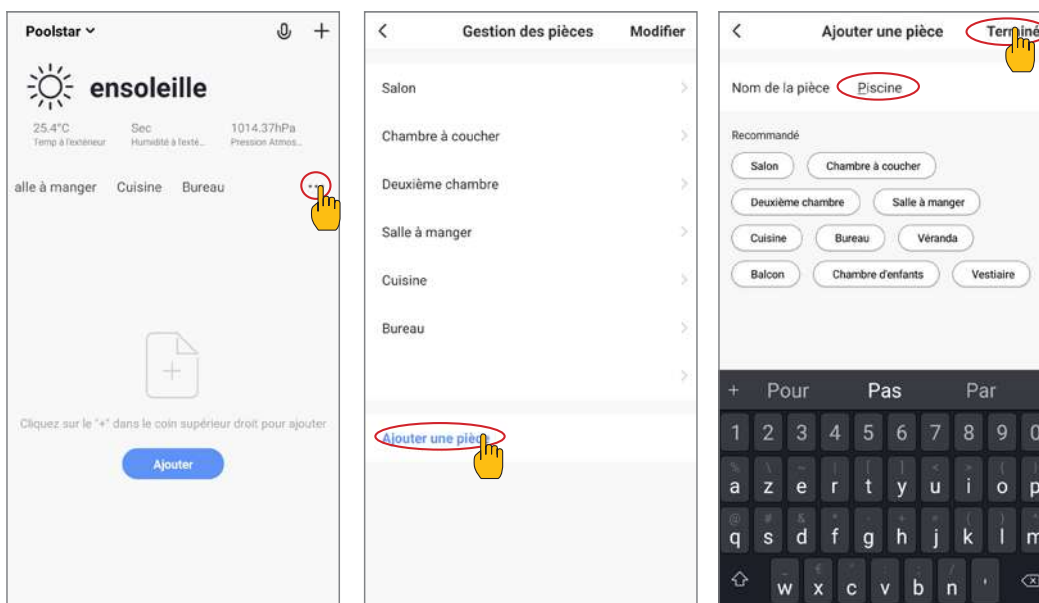 Poolstar
ensoleille
25.4°C Sec 1014.37hPa
Temp à l'extérieur Humidité à l'exté... Pression Atmos...
alle à manger Cuisine Bureau
Cliquez sur le "+" dans le coin supérieur droit pour ajouter
Ajouter
Gestion des pièces Modifier
Salon
Chambre à coucher
Deuxième chambre
Salle à manger
Cuisine
Bureau
Ajouter une pièce
Ajouter une pièce Terminé
Nom de la pièce Piscine
Recommandé
Salon Chambre à coucher
Deuxième chambre Salle à manger
Cuisine Bureau Véranda
Balcon Chambre d'enfants Vestiaire
+ Pour Pas Par
1 2 3 4 5 6 7 8 9 0
a z e r t y u i o p
q s d f g h j k l m
w x c v b n '